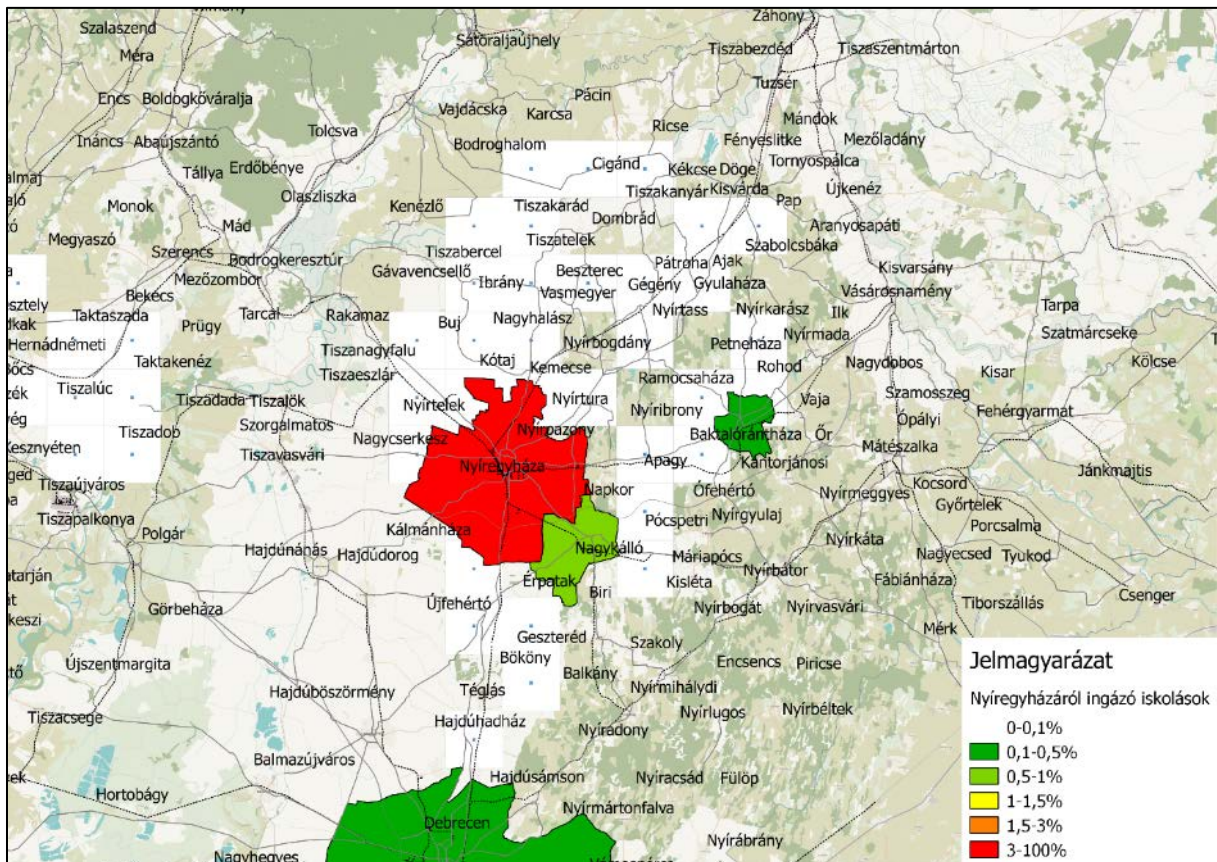 Záhony
Szalaszend
Sátoraljaújhely
Tiszabezdéd
Tiszaszentmárton
Méra
Tuzsér
Encs
Boldogkőváralja
Pácin
Vajdácska
Karcsa
Mándok
Ricse
Tolcsva
Fényeslitke
Mezőladány
Ináncs
Abaújszántó
Bodroghalom
Cigánd
Tornyospálca
Tállya
Erdőbénye
Kékcse
Döge
Olaszliszka
Tiszakanyár
Kisvárda
Újkenéz
Monok
Kenézlő
Tiszakarád
Pap
Dombrád
Mád
Aranyosapáti
Megyaszó
Szerencs
Tiszabercel
Tiszatelek
Szabolcsbáka
Bodrogkeresztúr
Pátroha
Ajak
Mezőzombor
Gávavencsellő
Beszterec
Kisvarsány
Ibrány
Vasmegyer
Gégény
Gyulaháza
Bekécs
Vásárosnamény
Taktaszada
Tarcal
Rakamaz
Buj
Nagyhalász
Nyírtass
Nyírkarász
Ilk
Tarpa
Prügy
Nyírmada
Szatmárcseke
Hernádnémeti
Tiszanagyfalu
Nyírbogdány
Petneháza
Taktakenéz
Kótaj
Kemecse
Rohod
Nagydobos
Kölcse
Tiszaeszlár
Ramocsaháza
Kisar
Tiszalúc
Tiszadada
Tiszalök
Nyírtelek
Nyírtura
Nyíribrony
Vaja
Szamosszeg
Fehérgyarmat
Szorgalmatos
Ópályi
Tiszadob
Nyírpazony
Baktalórántháza
Őr
Kesznyéten
Nagycserkesz
Mátészalka
Tiszavasvári
Nyíregyháza
Apagy
Kántorjánosi
Jánkmajtis
Tiszaújváros
Napkor
Ófehértó
Nyírmeggyes
Kocsord
Győrtelek
Tiszapalkonya
Pócspetri
Nyírgyulaj
Porcsalma
Polgár
Kálmánháza
Nyírkáta
Hajdúnánás
Hajdúdorog
Nagykálló
Máriapócs
Nagyecsed
Tyukod
Nyírbátor
Érpatak
Kisléta
Fábiánháza
Biri
Csenger
Görbeháza
Újfehértó
Nyírbogát
Nyírvasvári
Tiborszállás
Mérk
Geszteréd
Szakoly
Újszentmargita
Bököny
Encsencs
Piricse
Balkány
Hajdúböszörmény
Téglás
Nyírmihálydi
Nyírlugos
Nyírbéltek
Tiszacsege
Hajdúhadház
Nyíradony
Balmazújváros
Hajdúsámson
Nyíracsád
Fülöp
Hortobágy
Nyírmártonfalva
Debrecen
Nyírábrány
Nagyhegyes
Jelmagyarázat
Nyíregyházáról ingázó iskolások
0-0,1%
0,1-0,5%
0,5-1%
1-1,5%
1,5-3%
3-100%